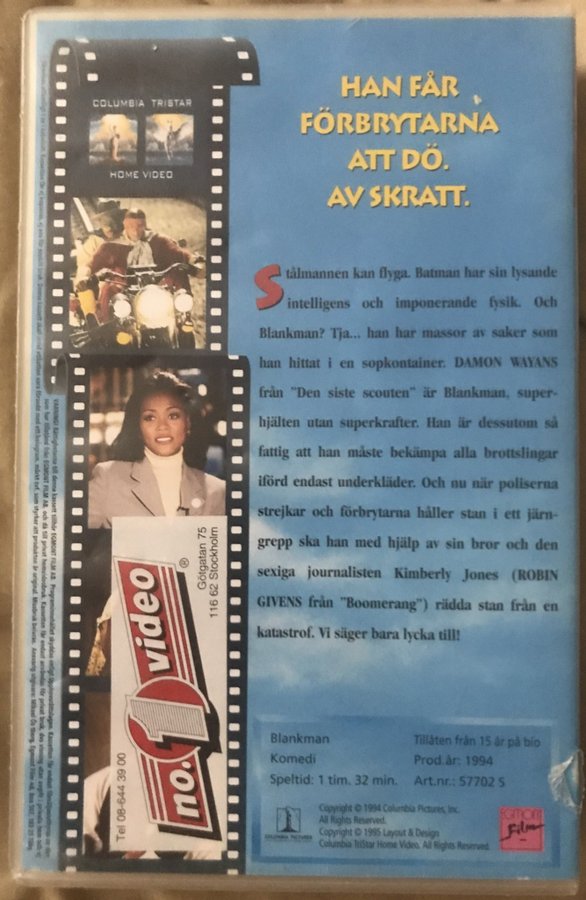 COLUMBIA TRISTAR
HOME VIDEO
HAN FÅR
FÖRBRYTARNA
ATT DÖ.
AV SKRATT.
Stålmannen kan flyga. Batman har sin lysande
intelligens och imponerande fysik. Och
Blankman? Tja... han har massor av saker som
han hittat i en sopkontainer. DAMON WAYANS
från "Den siste scouten" är Blankman, super-
hjälten utan superkrafter. Han är dessutom så
fattig att han måste bekämpa alla brottslingar
iförd endast underkläder. Och nu när poliserna
strejkar och förbrytarna håller stan i ett järn-
grepp ska han med hjälp av sin bror och den
sexiga journalisten Kimberly Jones (ROBIN
GIVENS från "Boomerang") rädda stan från en
katastrof. Vi säger bara lycka till!
no. 1 video ®
Götgatan 75
116 62 Stockholm
Tel 08-644 39 00
Blankman
Tillåten från 15 år på bio
Komedi
Prod.år: 1994
Speltid: 1 tim. 32 min.
Art.nr.: 57702 S
COLUMBIA PICTURES
Copyright © 1994 Columbia Pictures, Inc.
All Rights Reserved.
Copyright © 1995 Layout & Design
Columbia TriStar Home Video. All Rights Reserved.
EGMONT
Film